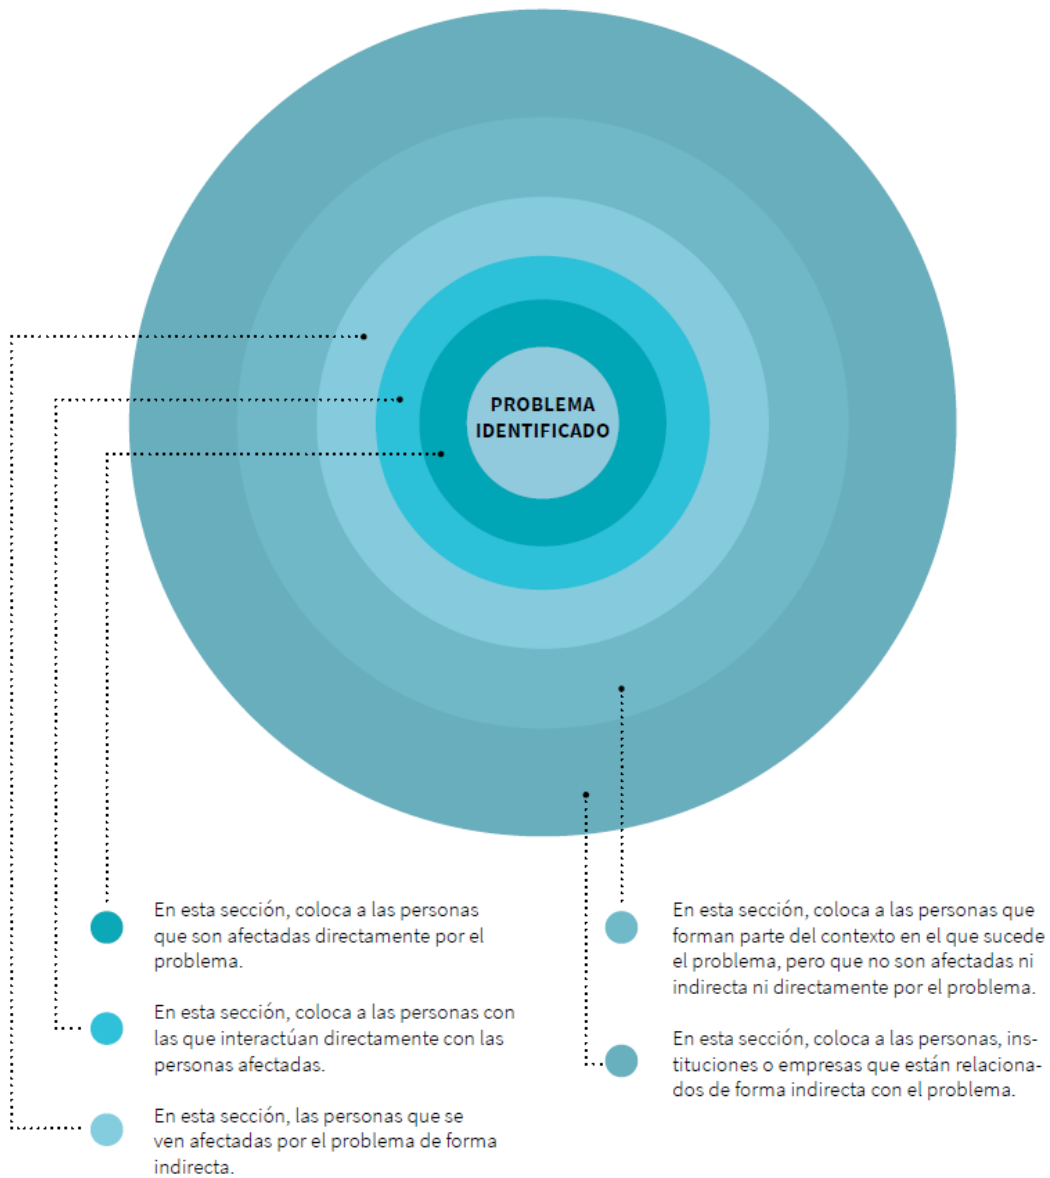 PROBLEMA
IDENTIFICADO
En esta sección, coloca a las personas
que son afectadas directamente por el
problema.
En esta sección, coloca a las personas con
las que interactúan directamente con las
personas afectadas.
En esta sección, las personas que se
ven afectadas por el problema de forma
indirecta.
En esta sección, coloca a las personas que
forman parte del contexto en el que sucede
el problema, pero que no son afectadas ni
indirecta ni directamente por el problema.
En esta sección, coloca a las personas, ins-
tituciones o empresas que están relaciona-
dos de forma indirecta con el problema.